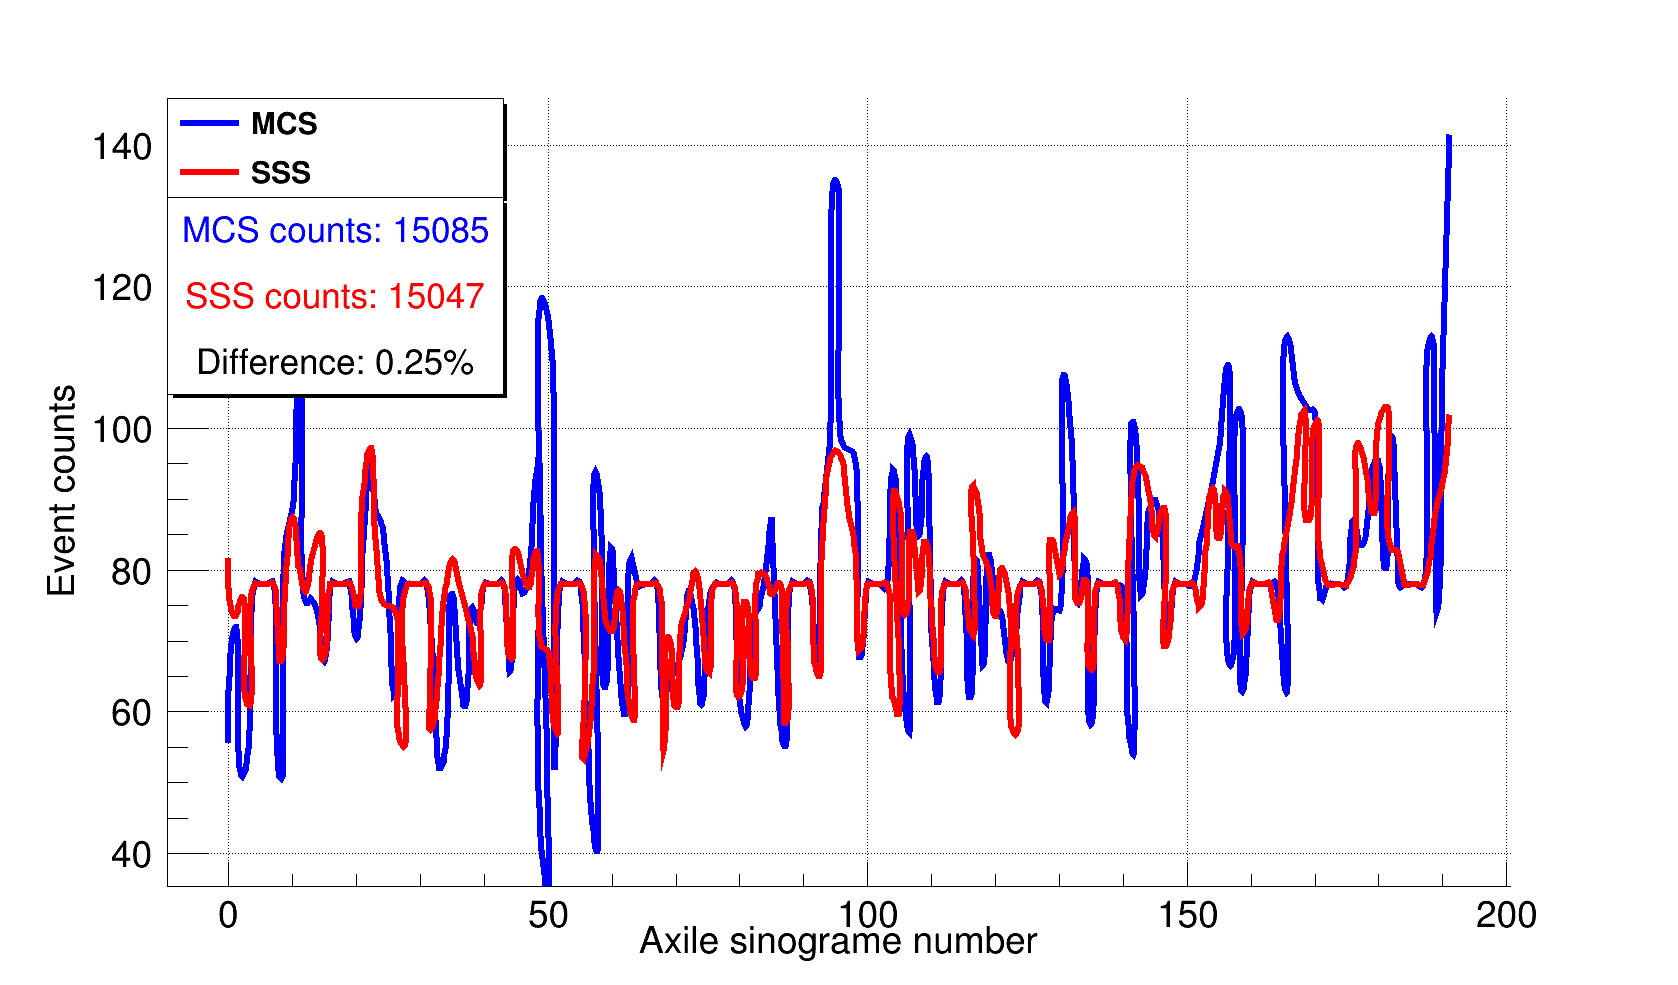 MCS
SSS
MCS counts: 15085
SSS counts: 15047
Difference: 0.25%
Event counts
140
120
100
80
60
40
0 50 100 150 200
Axile sinograme number